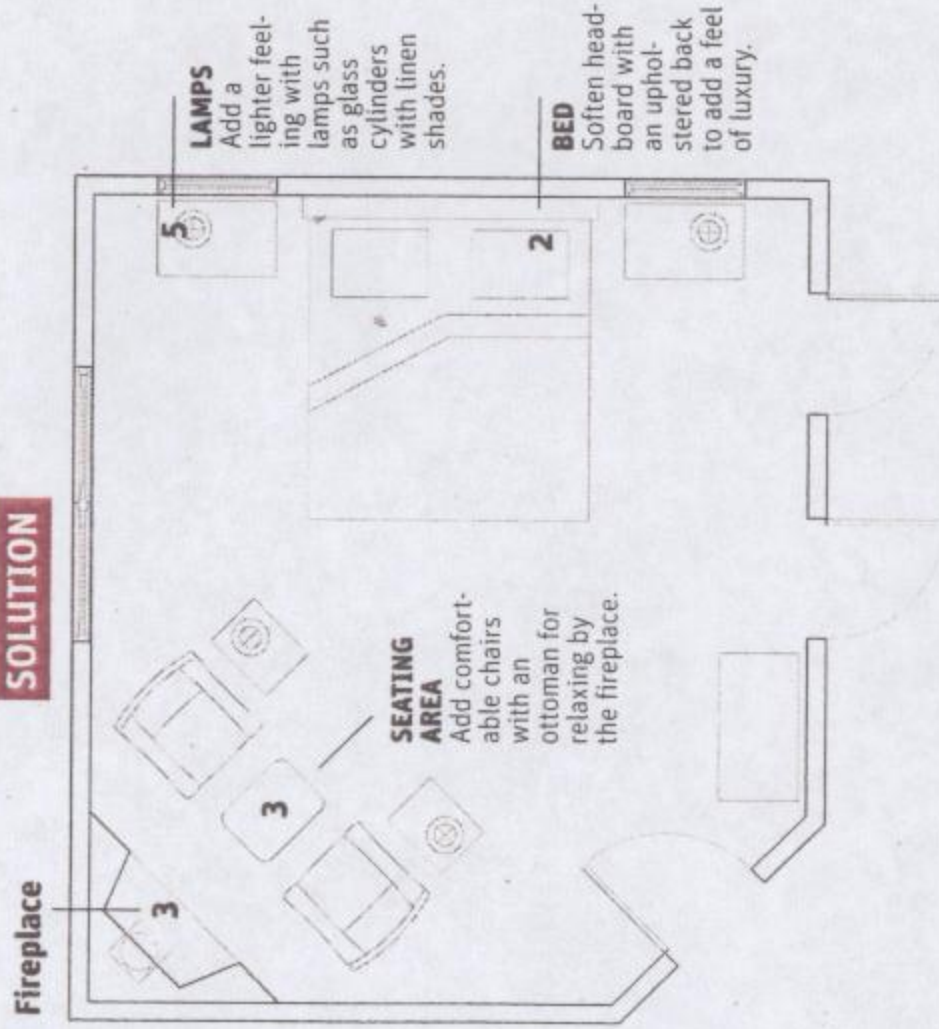 SOLUTION
Fireplace
3
LAMPS
Add a
lighter feel-
ing with
lamps such
as glass
cylinders
with linen
shades.
5
BED
Soften head-
board with
an uphol-
stered back
to add a feel
of luxury.
2
SEATING
AREA
Add comfort-
able chairs
with an
ottoman for
relaxing by
the fireplace.
3